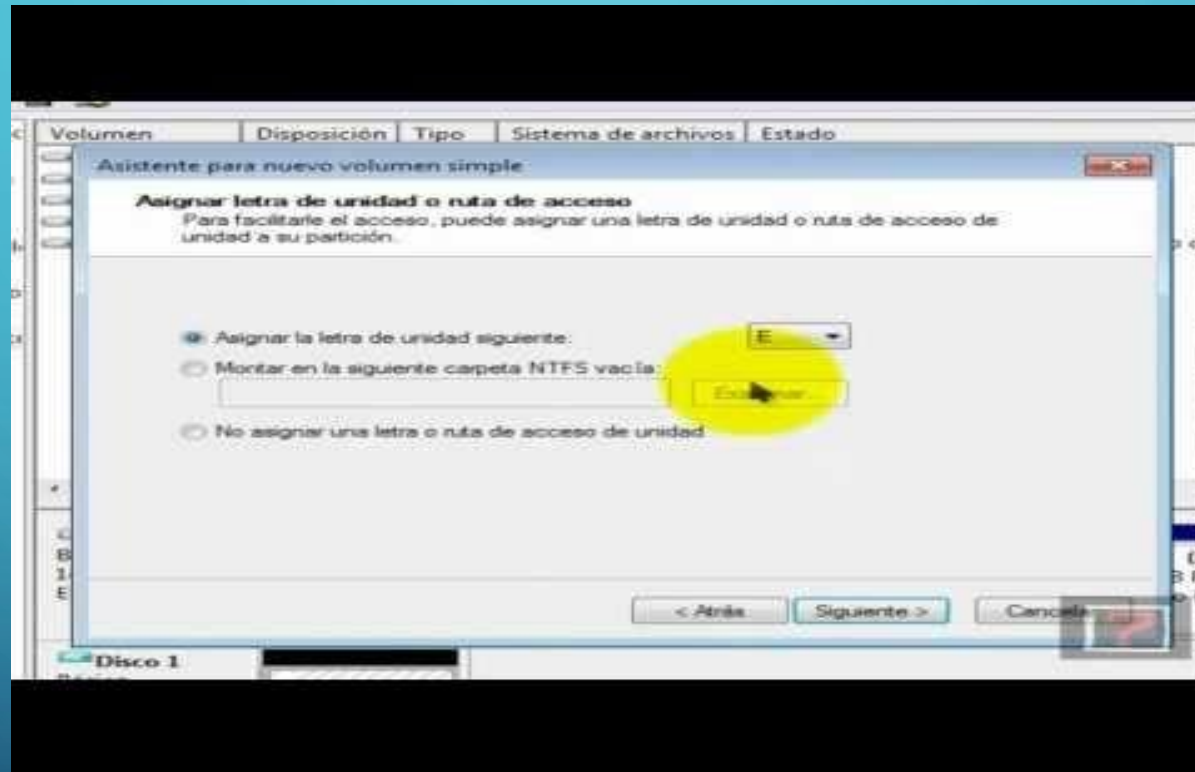 Volumen Disposición Tipo Sistema de archivos Estado
Asistente para nuevo volumen simple
Asignar letra de unidad o ruta de acceso
Para facilitarle el acceso, puede asignar una letra de unidad o ruta de acceso de
unidad a su partición.
Asignar la letra de unidad siguiente:
E
Montar en la siguiente carpeta NTFS vacía:
No asignar una letra o ruta de acceso de unidad
< Atrás
Siguiente >
Disco 1